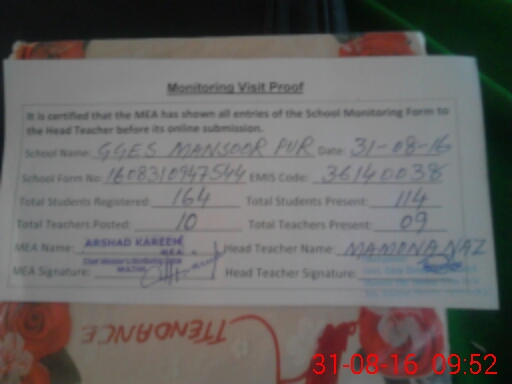 Monitoring Visit Proof
It is certified that the MEA has shown all entries of the School Monitoring Form to
the Head Teacher before its online submission.
School Name: GGES MANSOOR PUR Date: 31-08-16
School Form No: 1608310947544 EMIS Code: 36140038
Total Students Registered: 164 Total Students Present: 114
Total Teachers Posted: 10 Total Teachers Present: 09
MEA Name: ARSHAD KAREEM Head Teacher Name: MAMONA NAZ
MEA
MEA Signature: Head Teacher Signature:
TTENDANCE
31-08-16 09:52